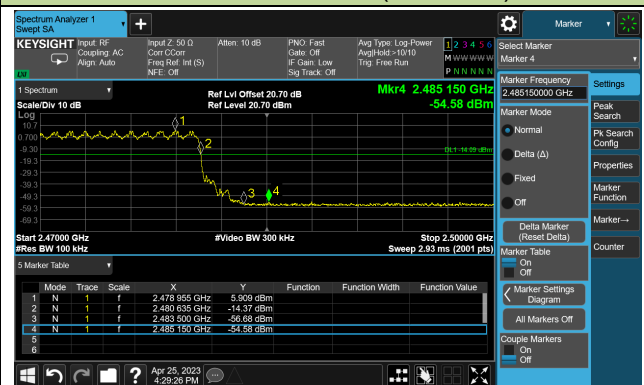 Spectrum Analyzer 1
Swept SA
+
Marker
KEYSIGHT
Input: RF
Coupling: AC
Align: Auto
Input Z: 50 Ω
Corr CCorr
Freq Ref: Int (S)
NFE: Off
Atten: 10 dB
PNO: Fast
Gate: Off
IF Gain: Low
Sig Track: Off
Avg Type: Log-Power
Avg|Hold:>10/10
Trig: Free Run
1 2 3 4 5 6
M W W W W W
P N N N N N
LXI
Select Marker
Marker 4
1 Spectrum
Scale/Div 10 dB
Log
Ref Lvl Offset 20.70 dB
Ref Level 20.70 dBm
Mkr4 2.485 150 GHz
-54.58 dBm
10.7
0.700
-9.30
-19.3
-29.3
-39.3
-49.3
-59.3
-69.3
1
2
3
4
DL1 -14.09 dBm
Start 2.47000 GHz
#Res BW 100 kHz
#Video BW 300 kHz
Stop 2.50000 GHz
Sweep 2.93 ms (2001 pts)
5 Marker Table
Mode Trace Scale X Y Function Function Width Function Value
1 N 1 f 2.478 955 GHz 5.909 dBm
2 N 1 f 2.480 635 GHz -14.37 dBm
3 N 1 f 2.483 500 GHz -56.68 dBm
4 N 1 f 2.485 150 GHz -54.58 dBm
5
6
Marker Frequency
2.485150000 GHz
Marker Mode
Normal
Delta (Δ)
Fixed
Off
Delta Marker
(Reset Delta)
Marker Table
On
Off
Marker Settings
Diagram
All Markers Off
Couple Markers
On
Off
Settings
Peak
Search
Pk Search
Config
Properties
Marker
Function
Marker→
Counter
?
Apr 25, 2023
4:29:26 PM